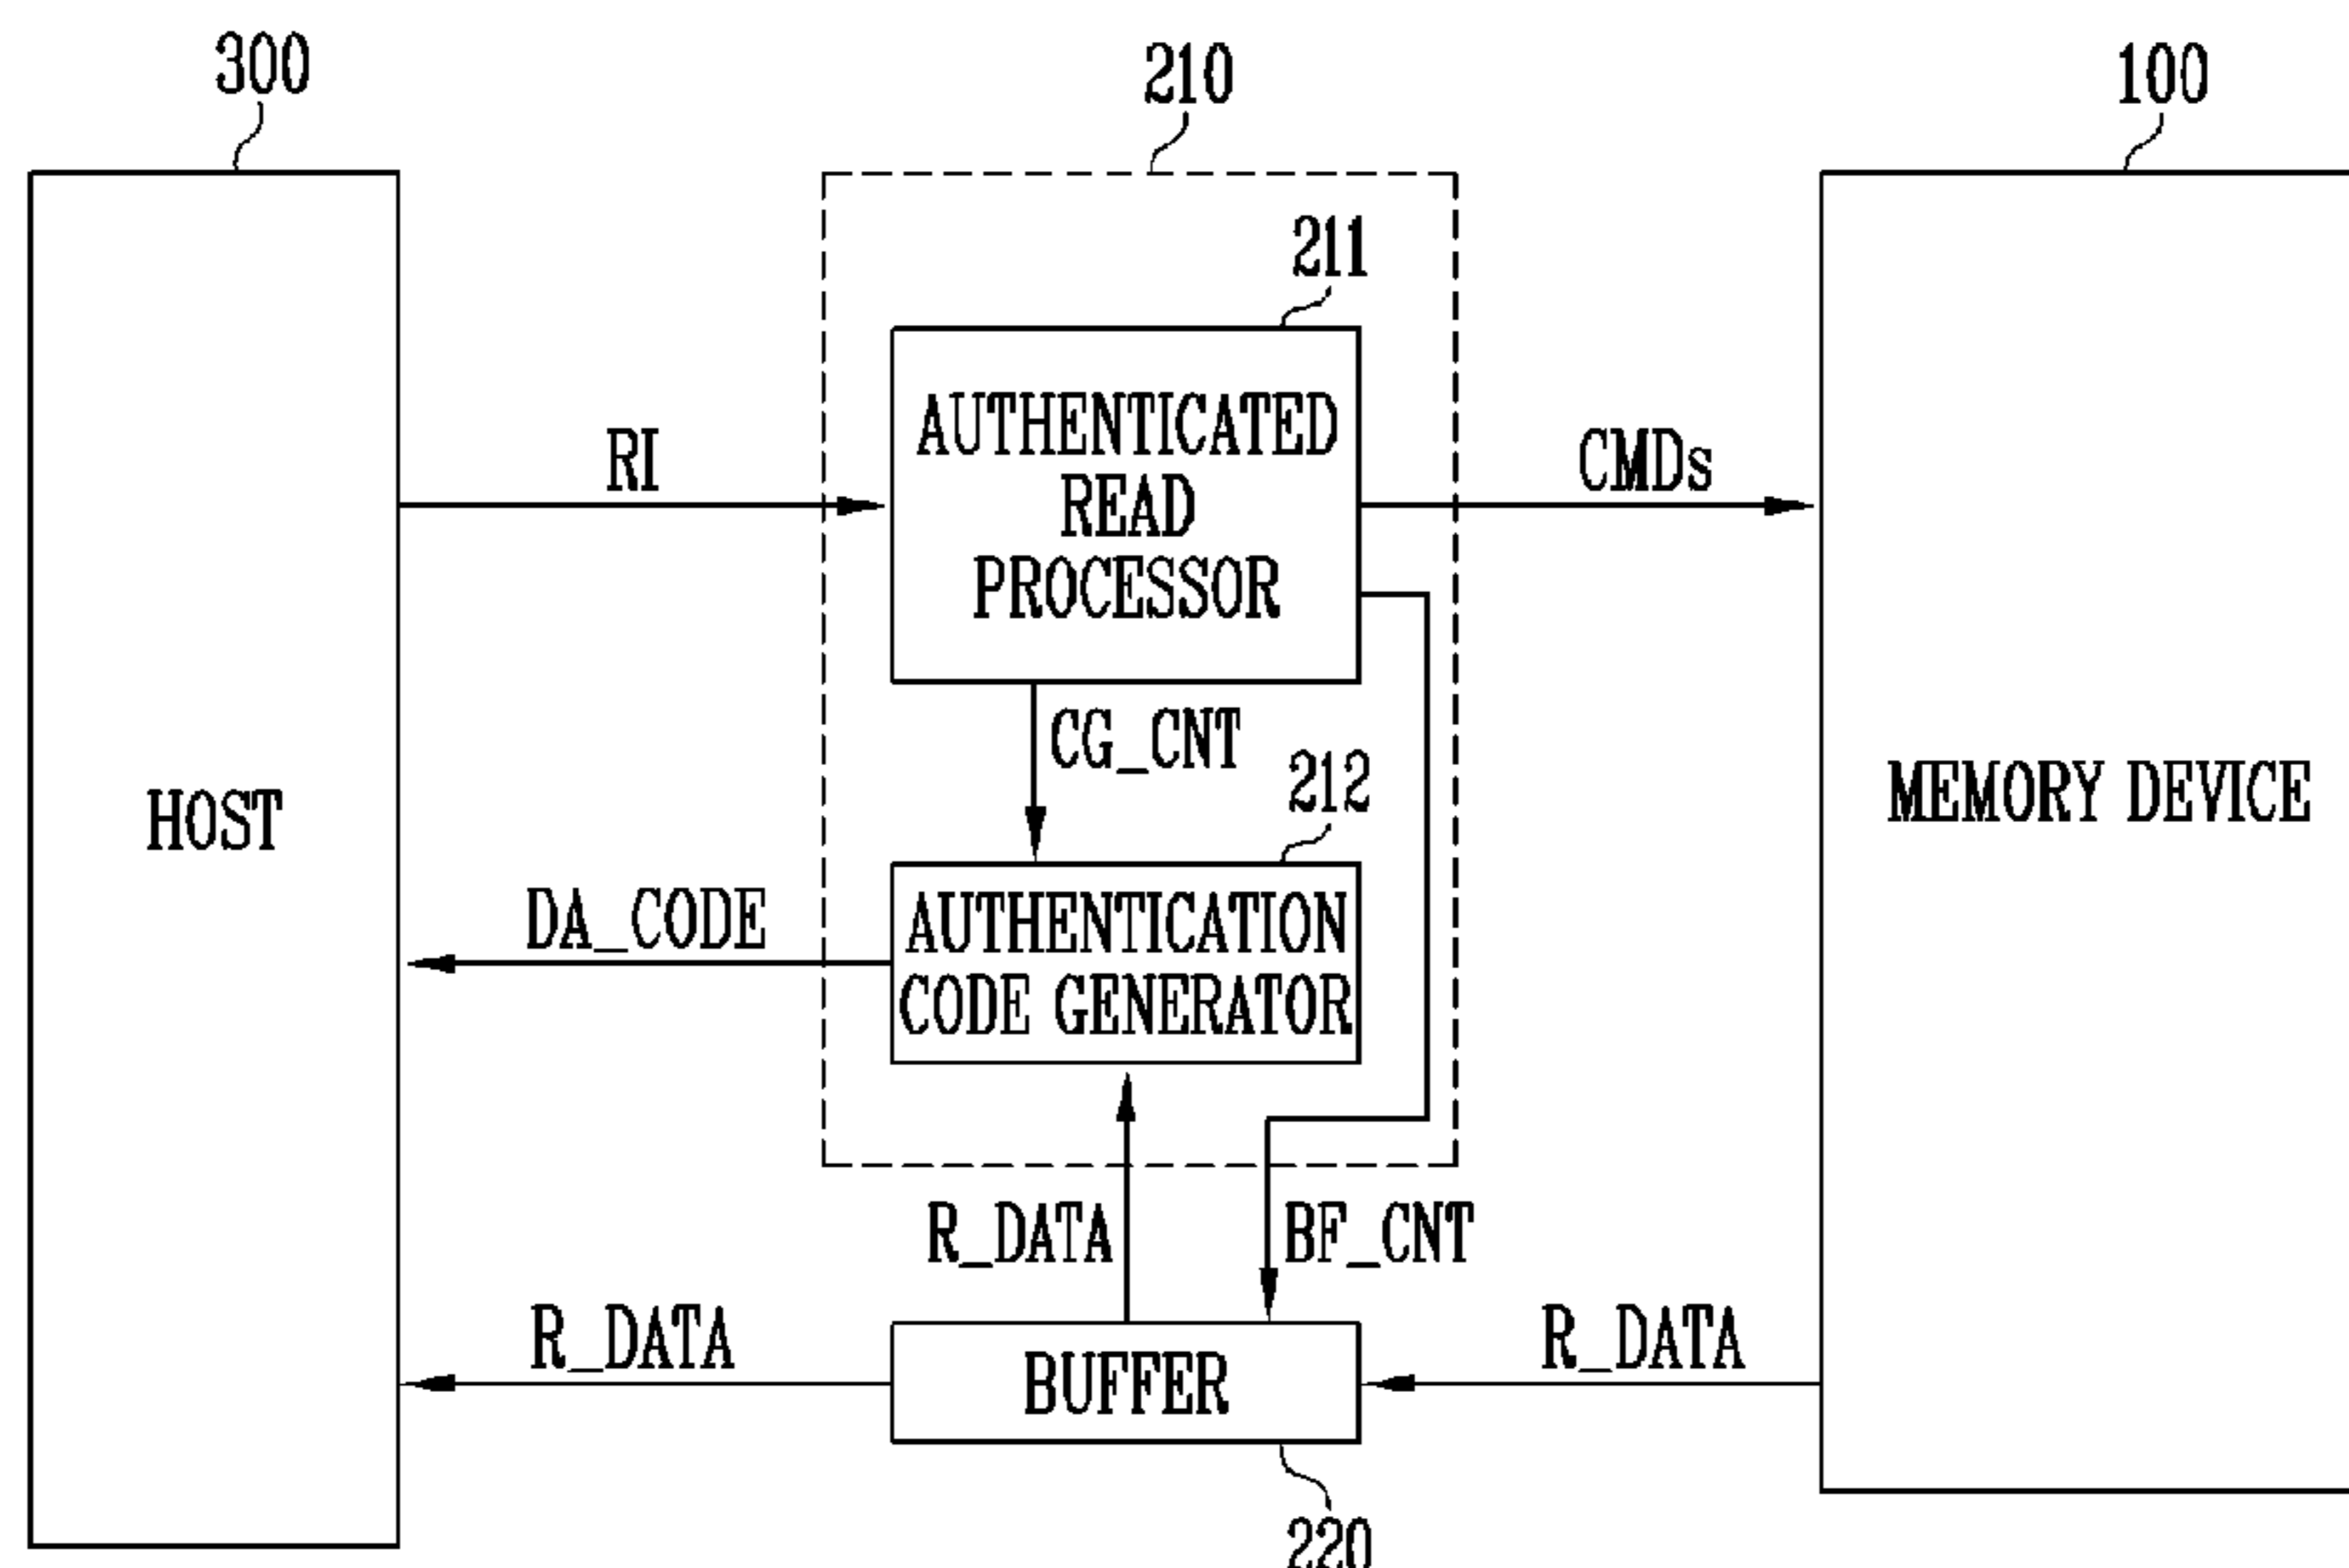 300
210
100
211
AUTHENTICATED
READ
PROCESSOR
RI
CMDs
CG_CNT
212
HOST
MEMORY DEVICE
DA_CODE
AUTHENTICATION
CODE GENERATOR
R_DATA
BF_CNT
R_DATA
BUFFER
R_DATA
220